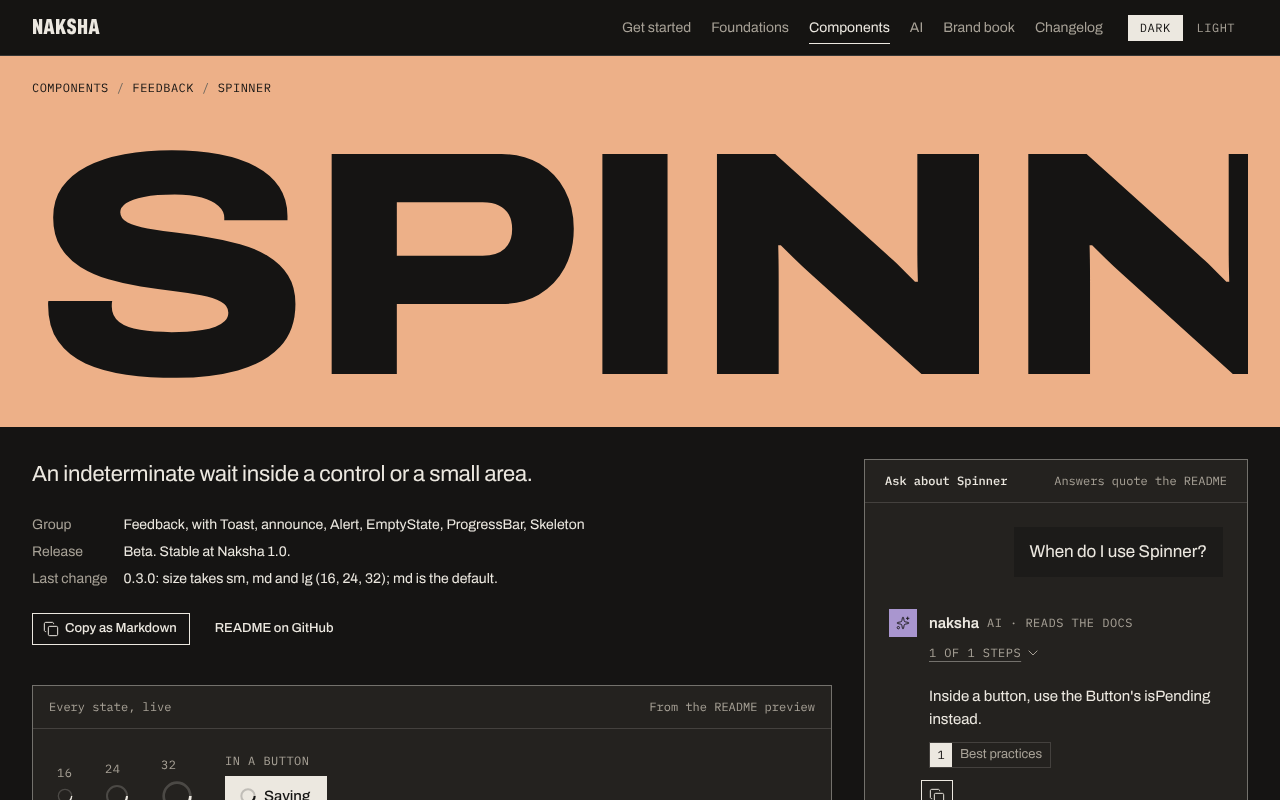 NAKSHA
Get started Foundations Components AI Brand book Changelog DARK LIGHT
COMPONENTS / FEEDBACK / SPINNER
SPINN
An indeterminate wait inside a control or a small area.
Group Feedback, with Toast, announce, Alert, EmptyState, ProgressBar, Skeleton
Release Beta. Stable at Naksha 1.0.
Last change 0.3.0: size takes sm, md and lg (16, 24, 32); md is the default.
Copy as Markdown README on GitHub
Every state, live From the README preview
16 24 32 IN A BUTTON
Saving
Ask about Spinner Answers quote the README
When do I use Spinner?
naksha AI · READS THE DOCS
1 OF 1 STEPS
Inside a button, use the Button's isPending
instead.
1 Best practices